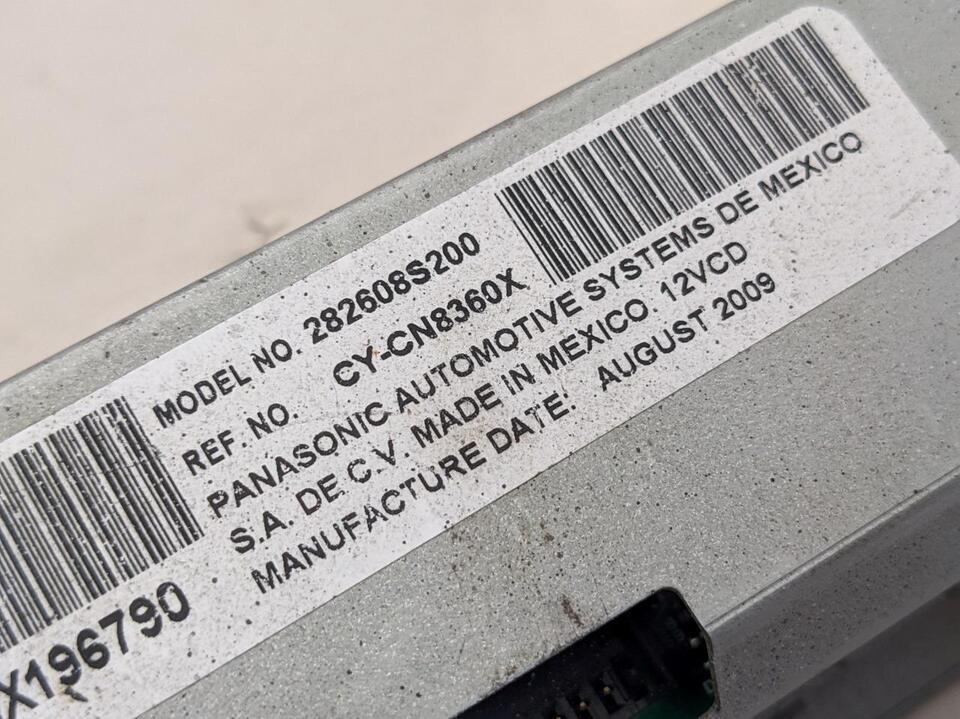 MODEL NO. 282608S200
REF. NO. CY-CN8360X
PANASONIC AUTOMOTIVE SYSTEMS DE MEXICO
S.A. DE C.V. MADE IN MEXICO. 12VCD
MANUFACTURE DATE: AUGUST 2009
X196790